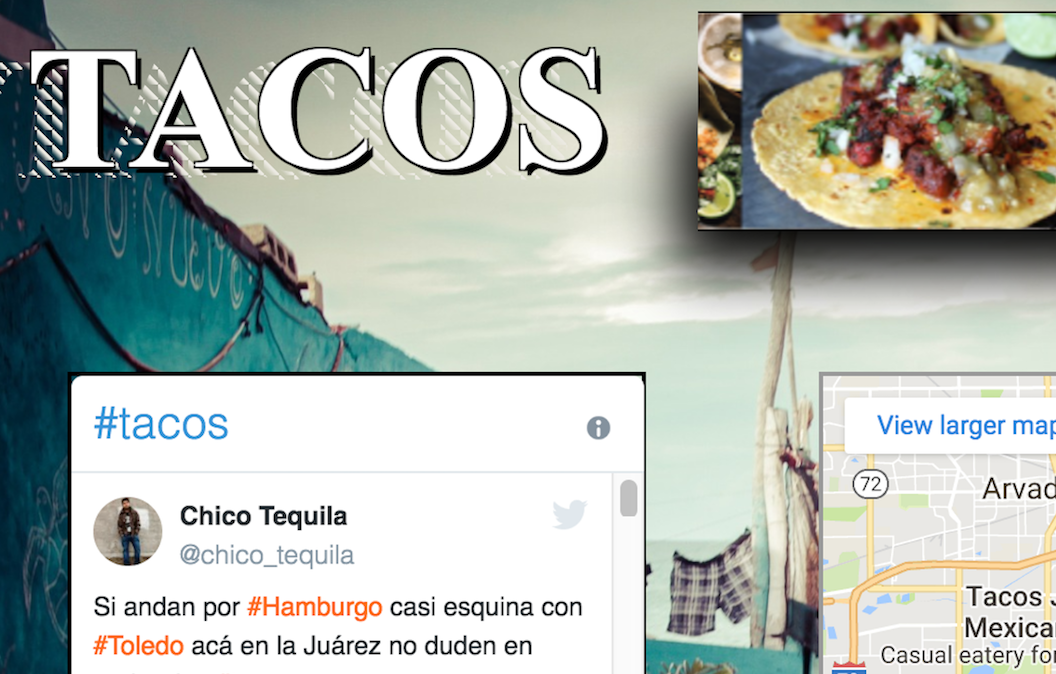 TACOS
#tacos
Chico Tequila
@chico_tequila
Si andan por #Hamburgo casi esquina con
#Toledo acá en la Juárez no duden en
View larger map
72
Arvad
Tacos J
Mexica
Casual eatery for